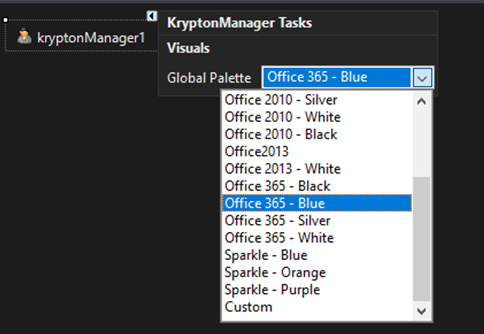 KryptonManager Tasks
kryptonManager1
Visuals
Global Palette Office 365 - Blue
Office 2010 - Silver
Office 2010 - White
Office 2010 - Black
Office2013
Office 2013 - White
Office 365 - Black
Office 365 - Blue
Office 365 - Silver
Office 365 - White
Sparkle - Blue
Sparkle - Orange
Sparkle - Purple
Custom